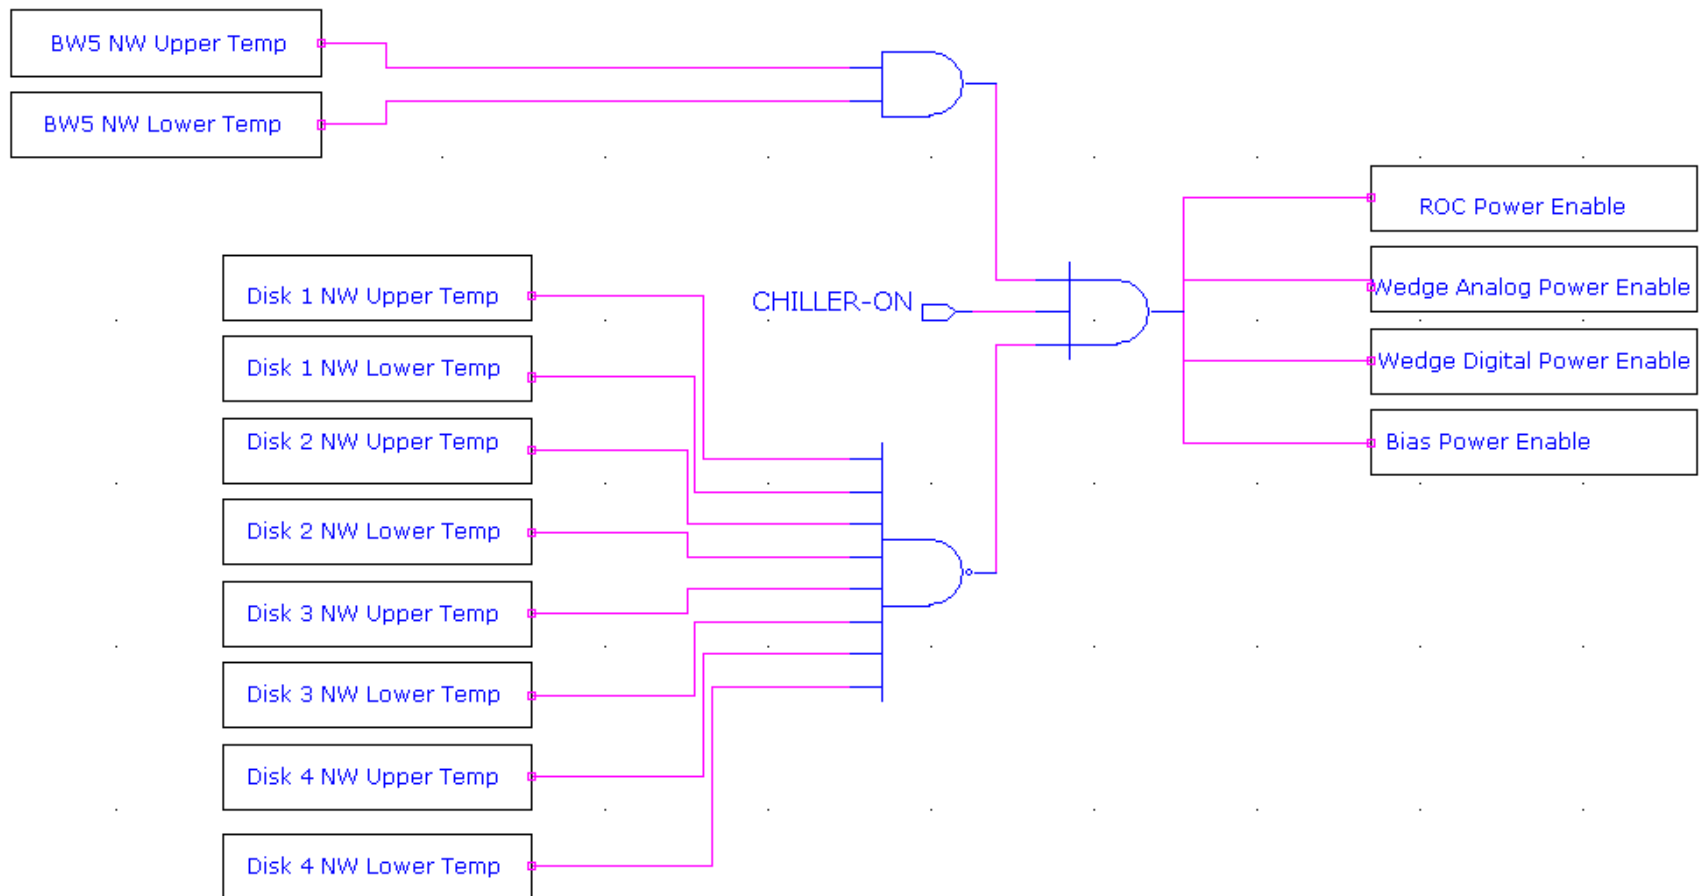 BW5 NW Upper Temp
BW5 NW Lower Temp
ROC Power Enable
Wedge Analog Power Enable
Disk 1 NW Upper Temp
CHILLER-ON
Disk 1 NW Lower Temp
Wedge Digital Power Enable
Disk 2 NW Upper Temp
Bias Power Enable
Disk 2 NW Lower Temp
Disk 3 NW Upper Temp
Disk 3 NW Lower Temp
Disk 4 NW Upper Temp
Disk 4 NW Lower Temp